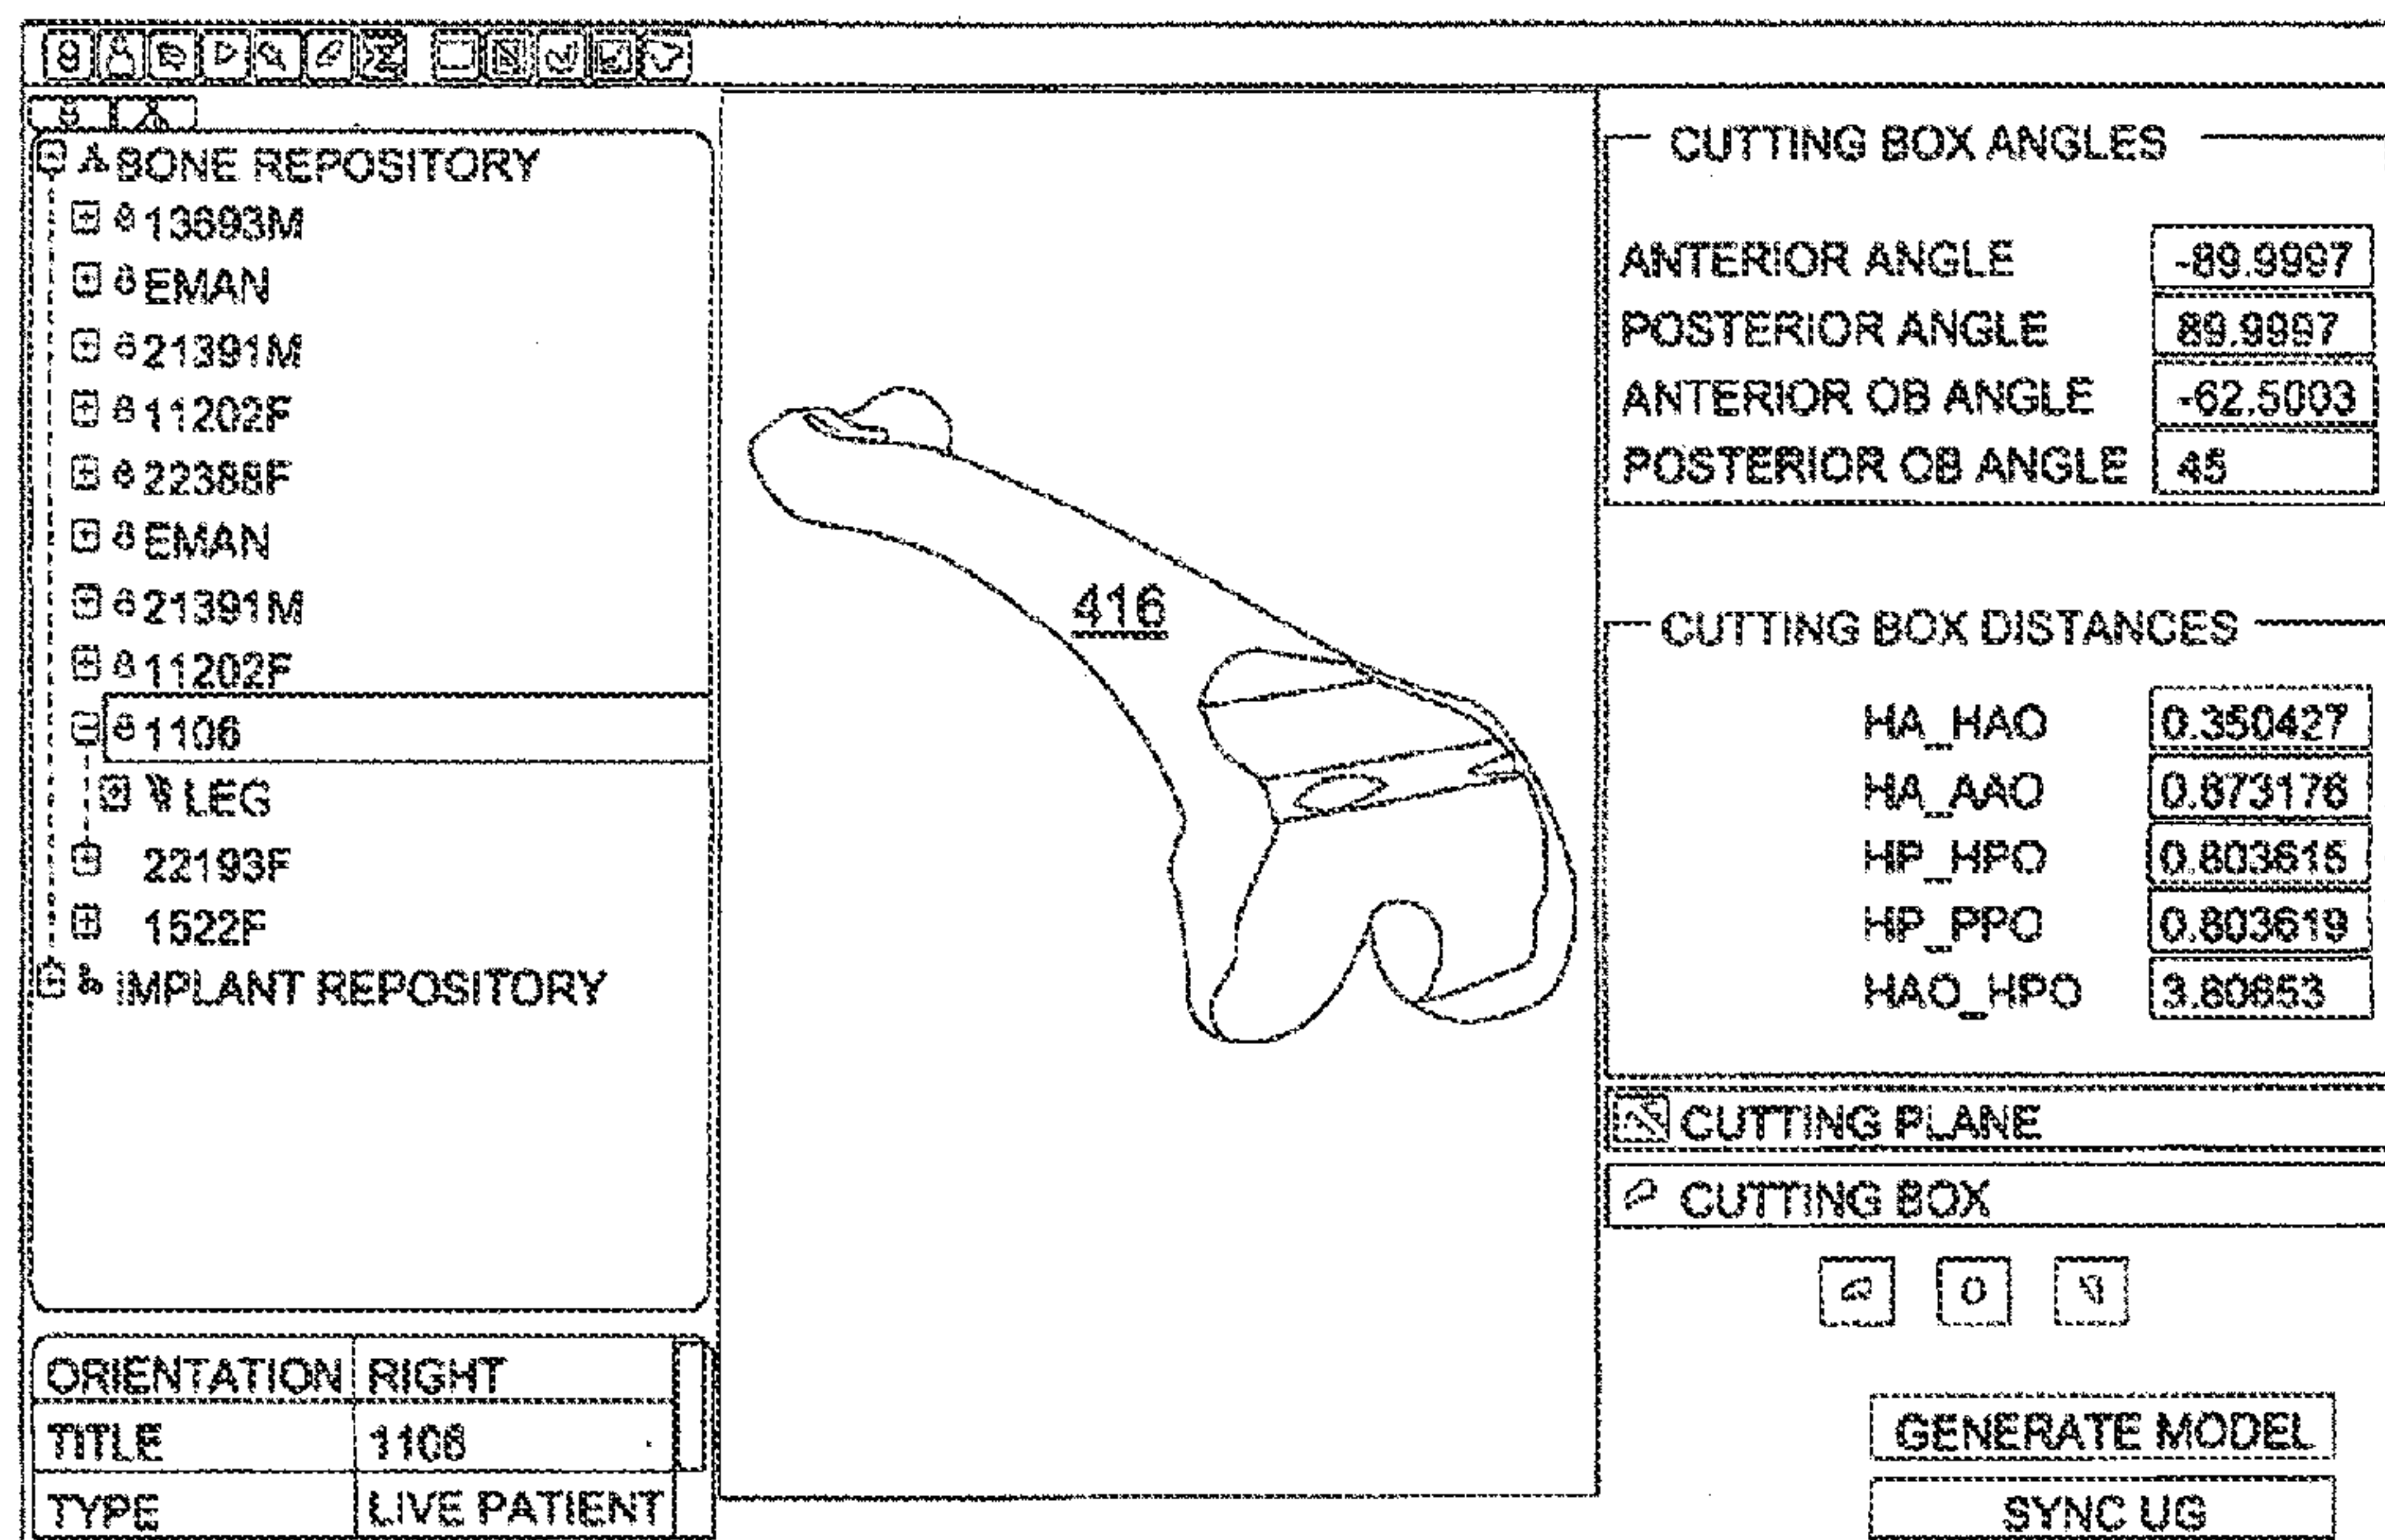 BONE REPOSITORY
13693M
EMAN
21391M
11202F
22388F
EMAN
21391M
11202F
1106
LEG
22193F
1522F
IMPLANT REPOSITORY
ORIENTATION RIGHT
TITLE 1106
TYPE LIVE PATIENT
416
CUTTING BOX ANGLES
ANTERIOR ANGLE -89.9997
POSTERIOR ANGLE 89.9997
ANTERIOR OB ANGLE -62.5003
POSTERIOR OB ANGLE 45
CUTTING BOX DISTANCES
HA_HAO 0.350427
HA_AAO 0.873176
HP_HPO 0.803615
HP_PPO 0.803619
HAO_HPO 3.60653
CUTTING PLANE
CUTTING BOX
GENERATE MODEL
SYNC UG